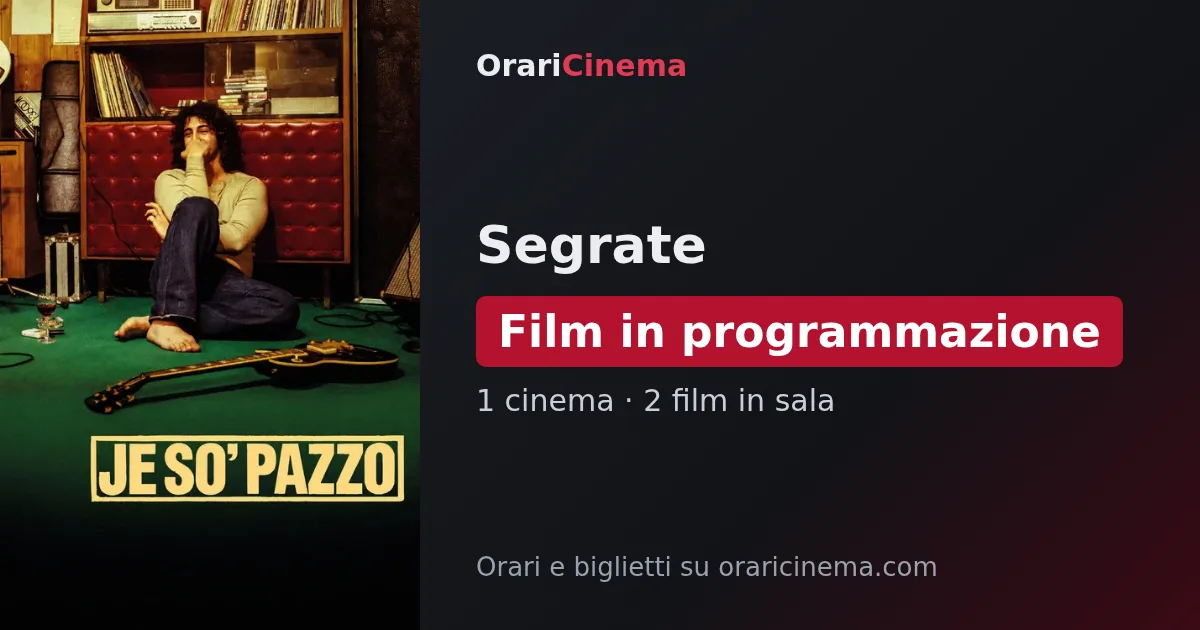 OrariCinema
Segrate
Film in programmazione
1 cinema · 2 film in sala
JE SO’ PAZZO
Orari e biglietti su oraricinema.com